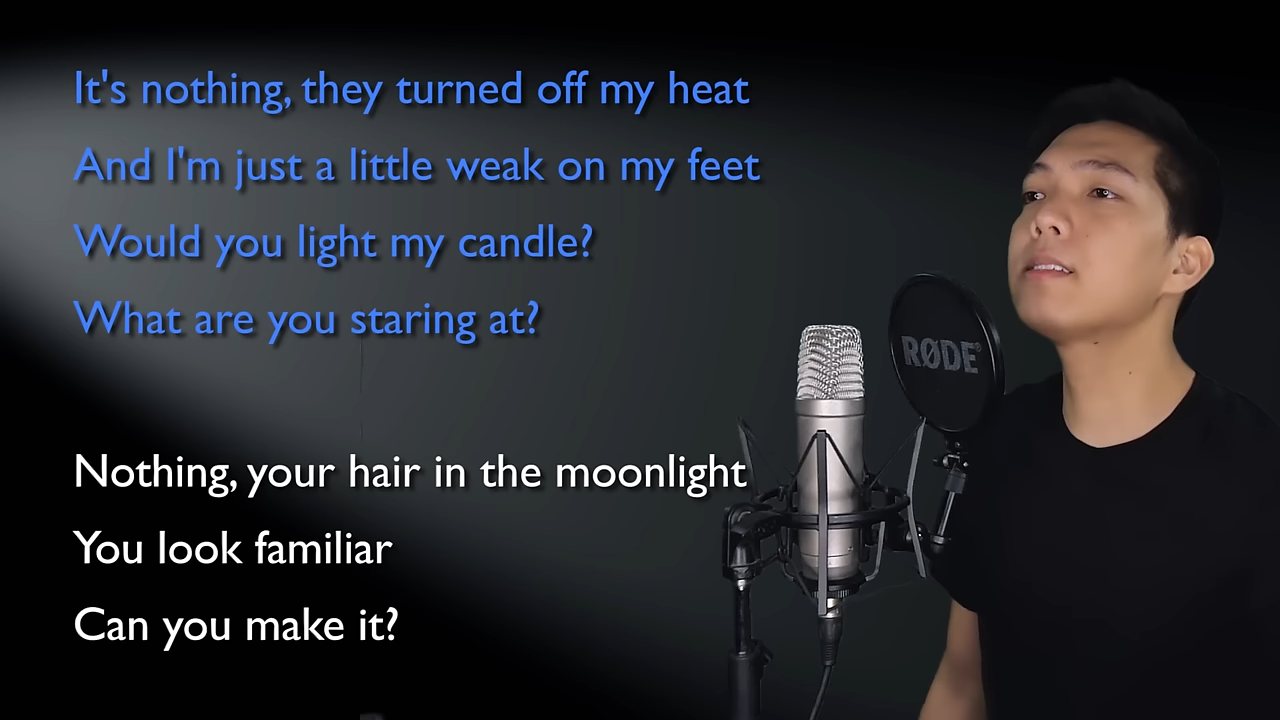 It's nothing, they turned off my heat
And I'm just a little weak on my feet
Would you light my candle?
What are you staring at?
Nothing, your hair in the moonlight
You look familiar
Can you make it?
RØDE